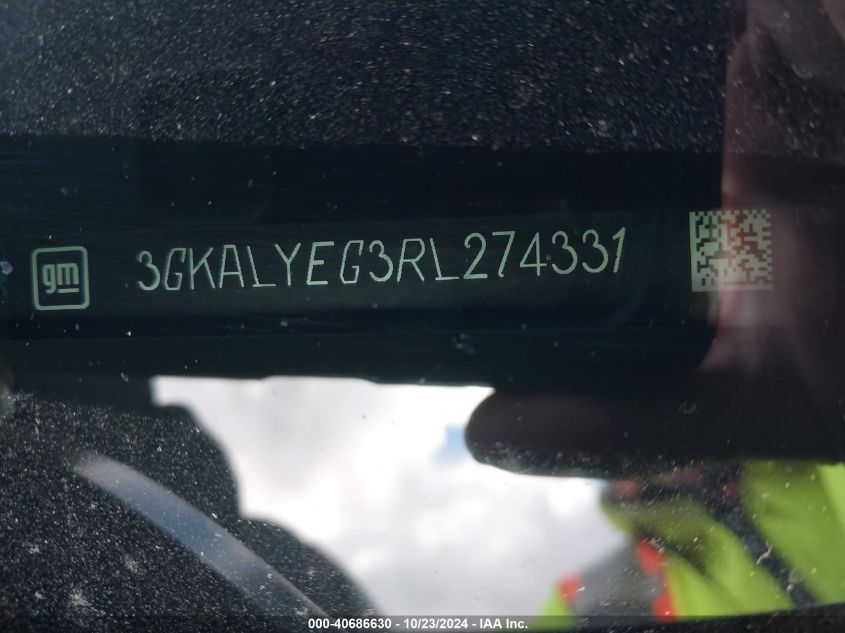 gm 3GKALYEG3RL274331
000-40686630 - 10/23/2024 - IAA Inc.